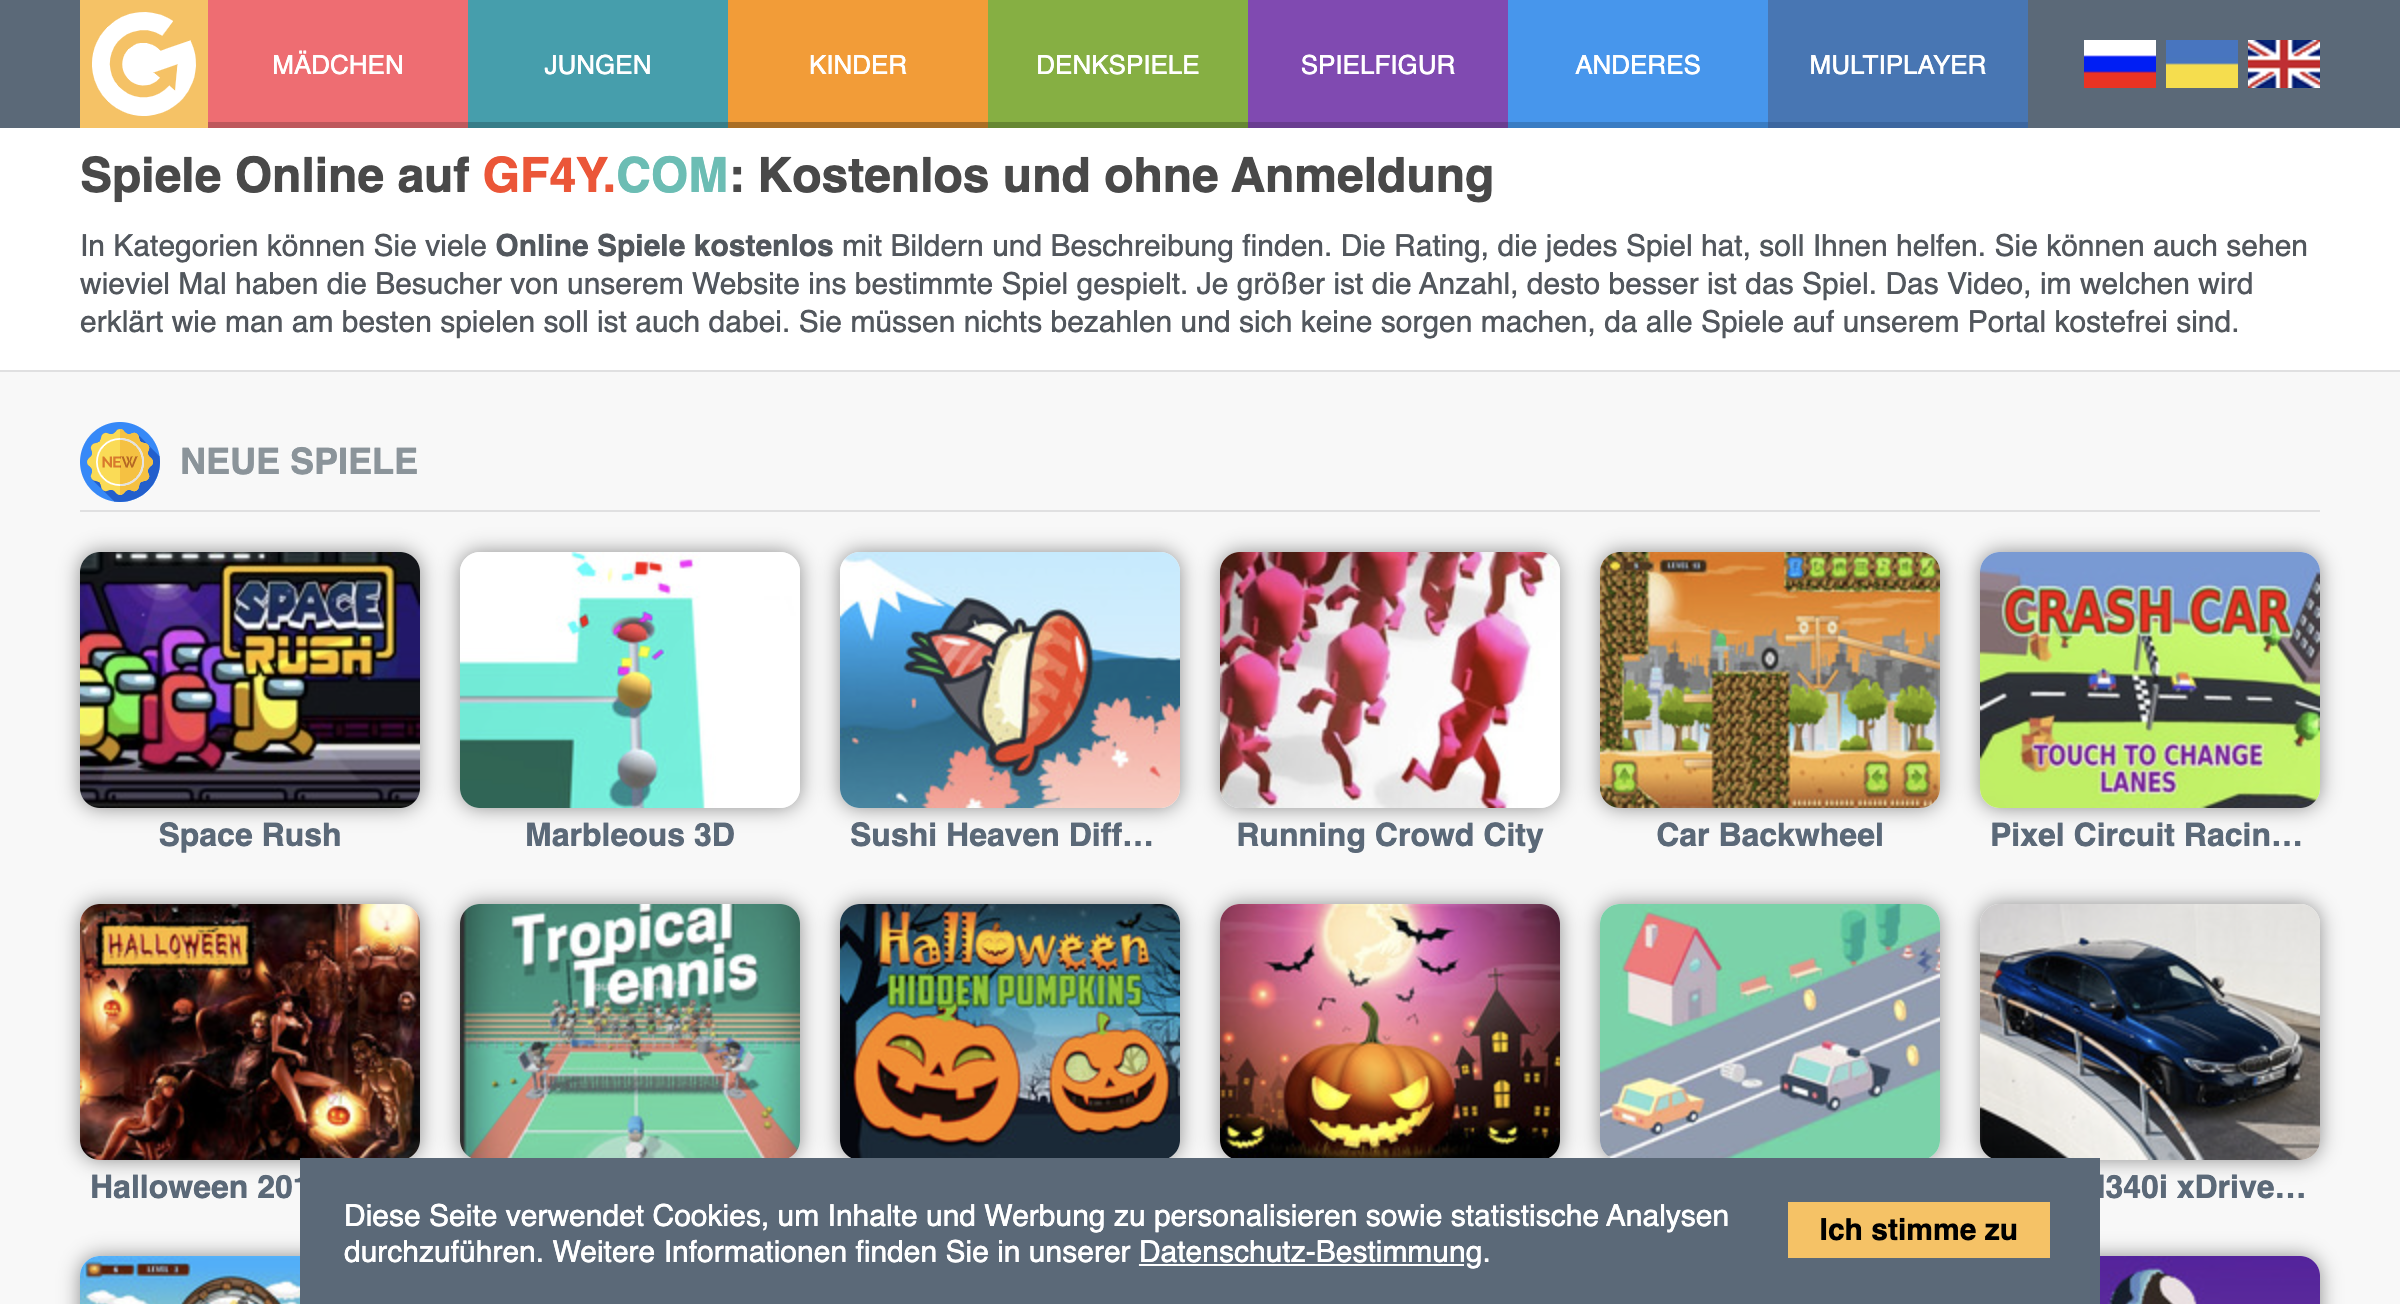 MÄDCHEN
JUNGEN
KINDER
DENKSPIELE
SPIELFIGUR
ANDERES
MULTIPLAYER
Spiele Online auf GF4Y.COM: Kostenlos und ohne Anmeldung
In Kategorien können Sie viele Online Spiele kostenlos mit Bildern und Beschreibung finden. Die Rating, die jedes Spiel hat, soll Ihnen helfen. Sie können auch sehen
wieviel Mal haben die Besucher von unserem Website ins bestimmte Spiel gespielt. Je größer ist die Anzahl, desto besser ist das Spiel. Das Video, im welchen wird
erklärt wie man am besten spielen soll ist auch dabei. Sie müssen nichts bezahlen und sich keine sorgen machen, da alle Spiele auf unserem Portal kostefrei sind.
NEW
NEUE SPIELE
SPACE
RUSH
CRASH CAR
TOUCH TO CHANGE
LANES
Space Rush
Marbleous 3D
Sushi Heaven Diff...
Running Crowd City
Car Backwheel
Pixel Circuit Racin...
HALLOWEEN
Tropical
Tennis
Halloween
HIDDEN PUMPKINS
Halloween 201
340i xDrive...
Diese Seite verwendet Cookies, um Inhalte und Werbung zu personalisieren sowie statistische Analysen
durchzuführen. Weitere Informationen finden Sie in unserer Datenschutz-Bestimmung.
Ich stimme zu